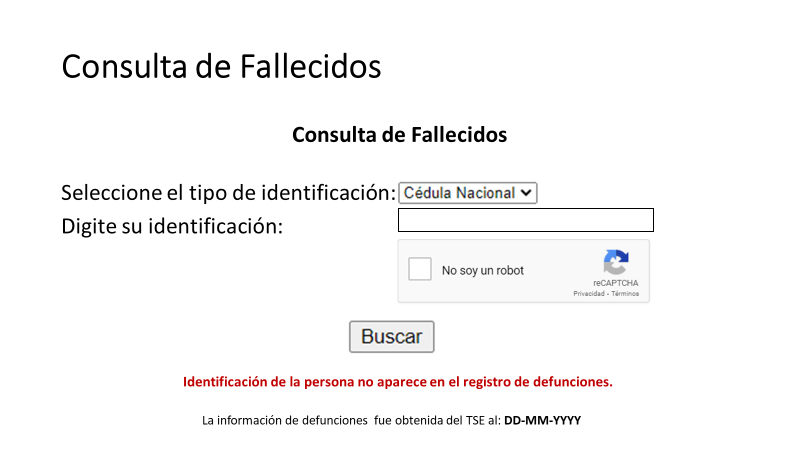 Consulta de Fallecidos
Consulta de Fallecidos
Seleccione el tipo de identificación: Cédula Nacional
Digite su identificación:
No soy un robot
reCAPTCHA
Privacidad - Términos
Buscar
Identificación de la persona no aparece en el registro de defunciones.
La información de defunciones fue obtenida del TSE al: DD-MM-YYYY